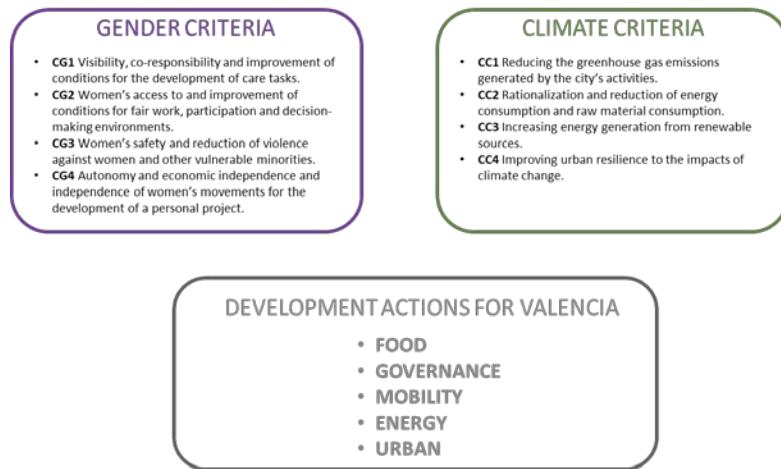 GENDER CRITERIA
• CG1 Visibility, co-responsibility and improvement of
conditions for the development of care tasks.
• CG2 Women's access to and improvement of
conditions for fair work, participation and decision-
making environments.
• CG3 Women's safety and reduction of violence
against women and other vulnerable minorities.
• CG4 Autonomy and economic independence and
independence of women's movements for the
development of a personal project.
CLIMATE CRITERIA
• CC1 Reducing the greenhouse gas emissions
generated by the city's activities.
• CC2 Rationalization and reduction of energy
consumption and raw material consumption.
• CC3 Increasing energy generation from renewable
sources.
• CC4 Improving urban resilience to the impacts of
climate change.
DEVELOPMENT ACTIONS FOR VALENCIA
• FOOD
• GOVERNANCE
• MOBILITY
• ENERGY
• URBAN